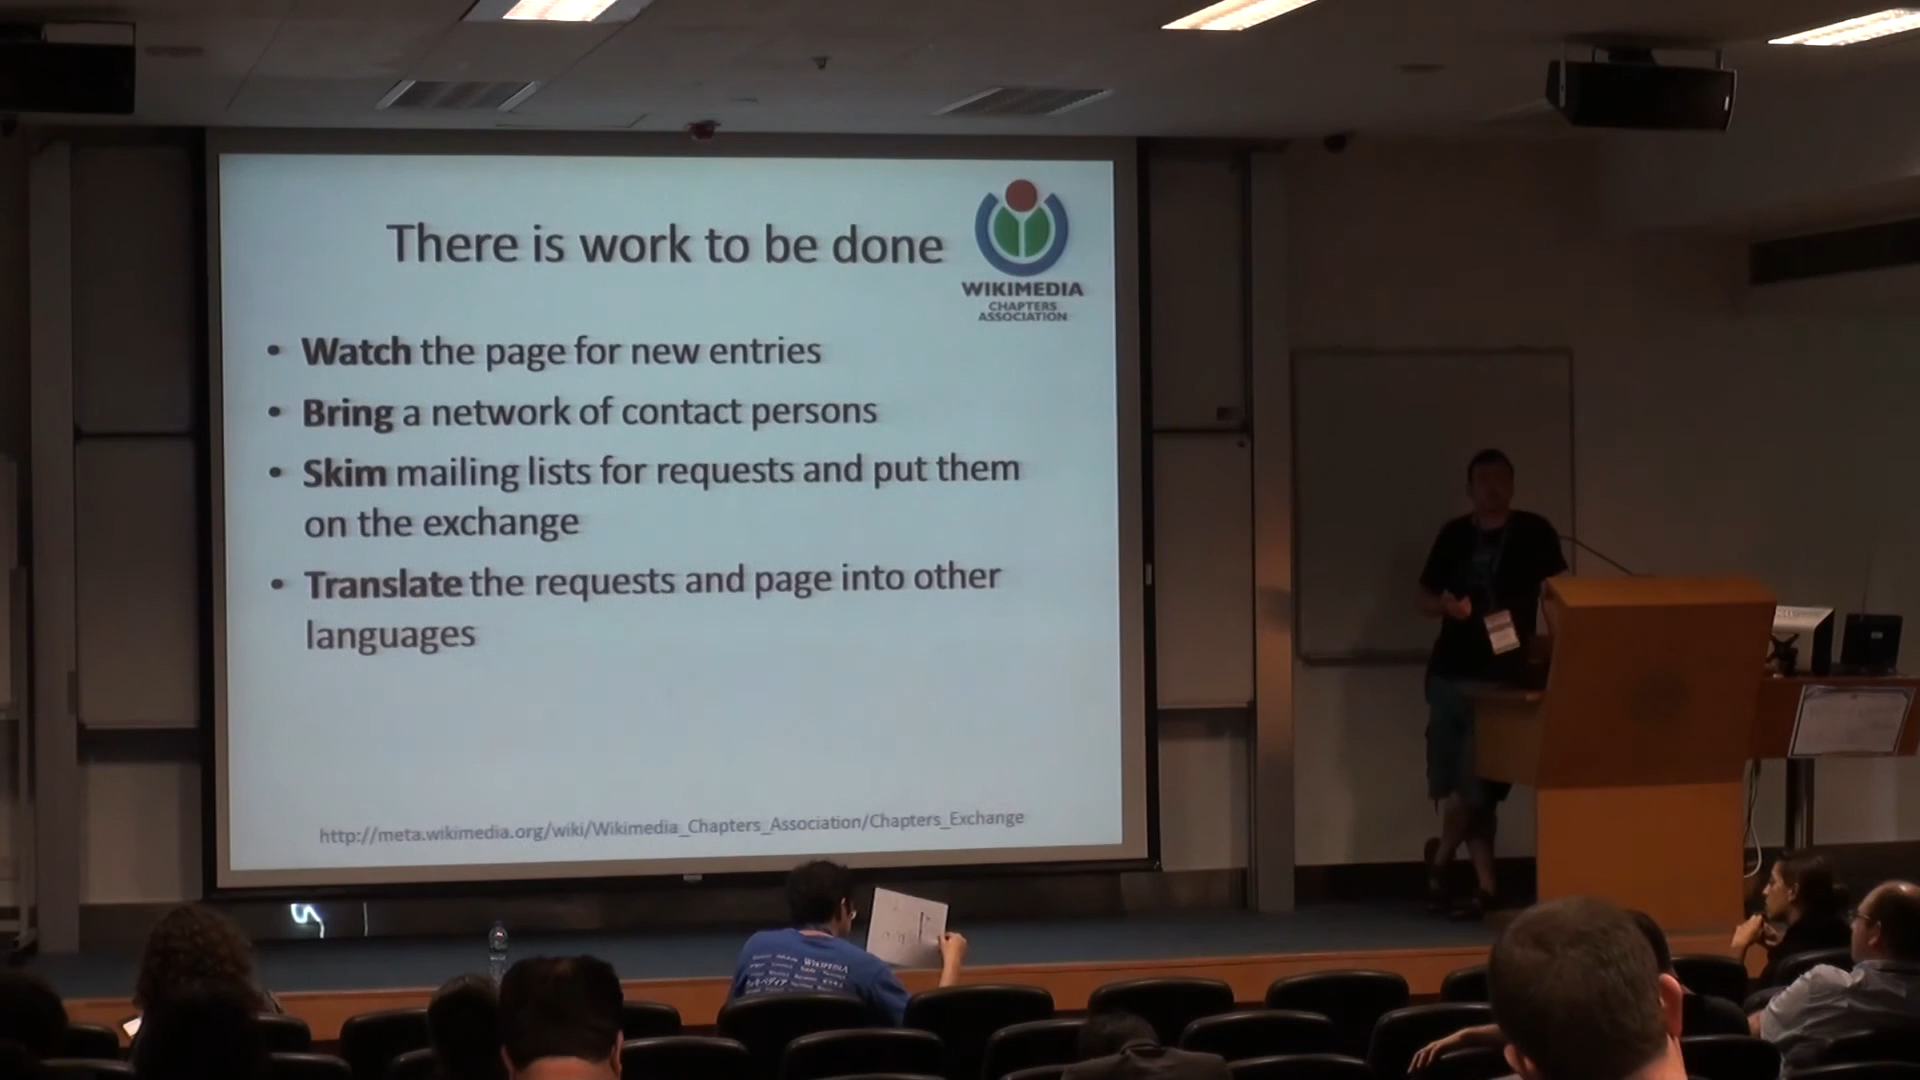 There is work to be done
WIKIMEDIA
CHAPTERS
ASSOCIATION
• Watch the page for new entries
• Bring a network of contact persons
• Skim mailing lists for requests and put them
on the exchange
• Translate the requests and page into other
languages
http://meta.wikimedia.org/wiki/Wikimedia_Chapters_Association/Chapters_Exchange
WIKIPEDIA